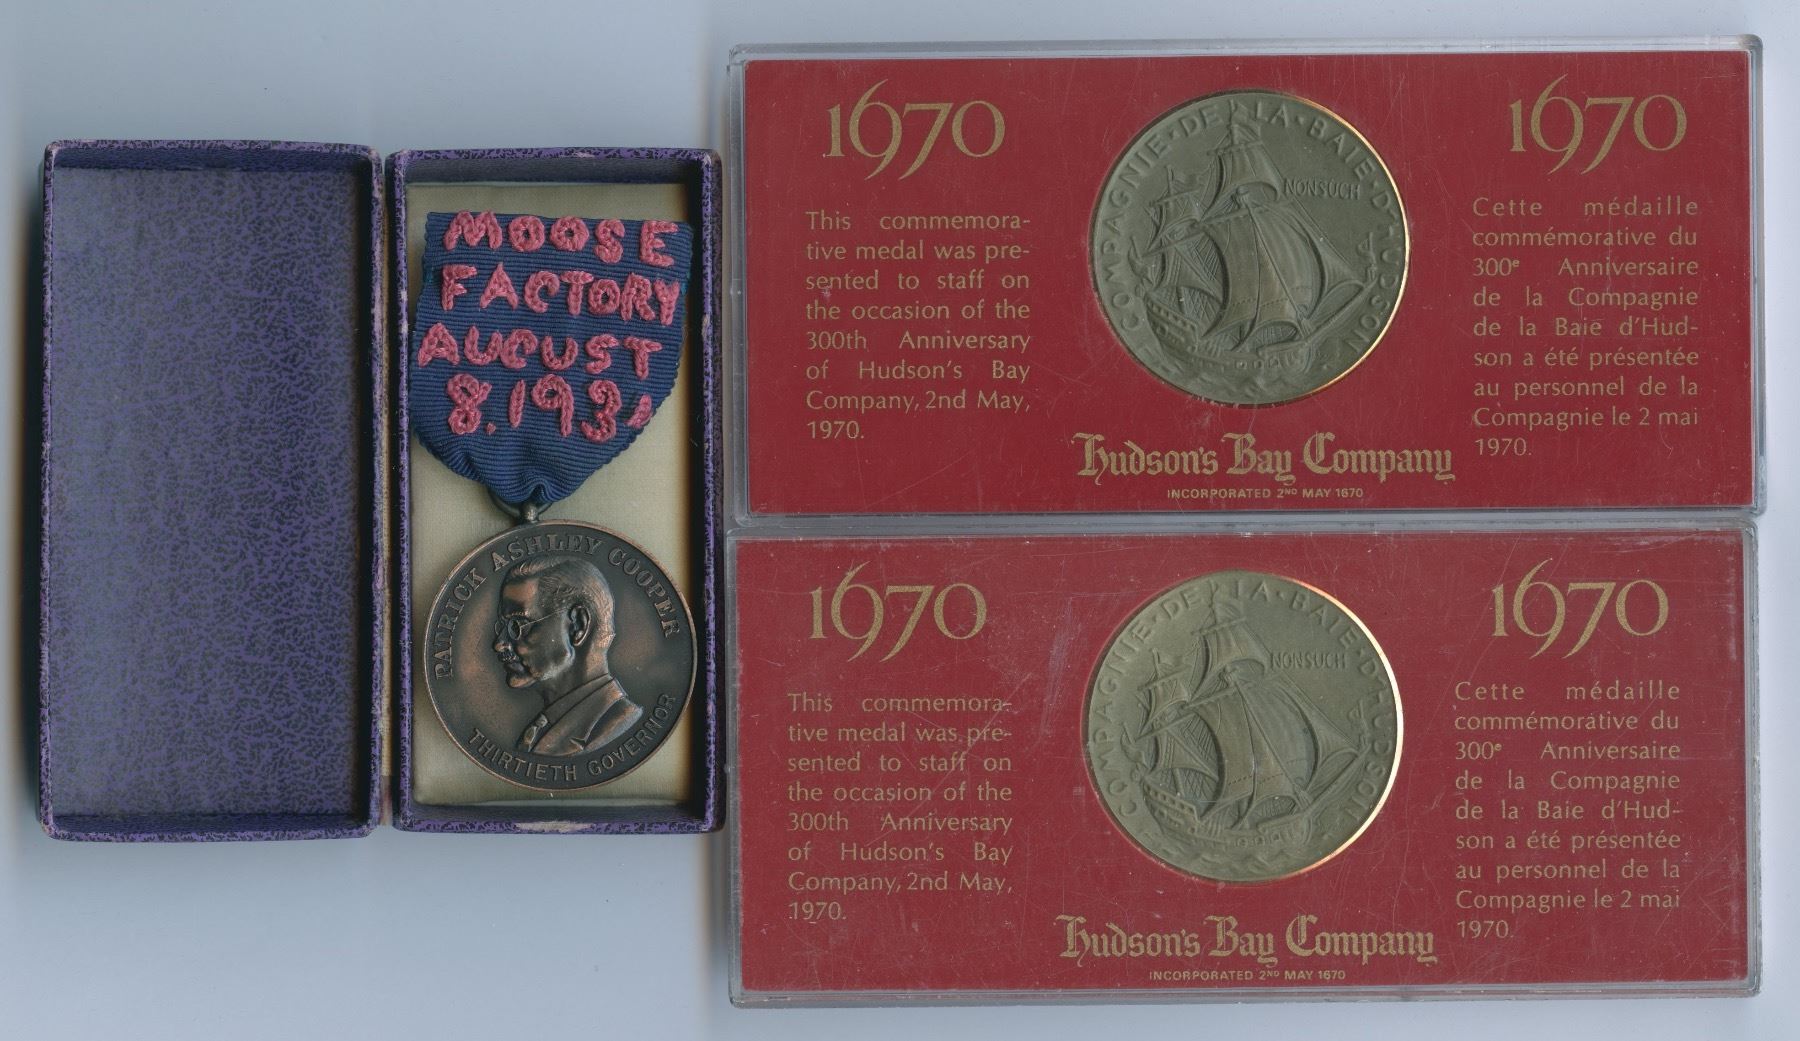 MOOSE
FACTORY
AUGUST
8. 193
PATRICK ASHLEY COOPER
THIRTIETH GOVERNOR
1670
This commemora-
tive medal was pre-
sented to staff on
the occasion of the
300th Anniversary
of Hudson's Bay
Company, 2nd May,
1970.
COMPAGNIE·DE·LA·BAIE·D'HUDSON·
NONSUCH
Hudson's Bay Company
INCORPORATED 2ND MAY 1670
1670
Cette médaille
commémorative du
300e Anniversaire
de la Compagnie
de la Baie d'Hud-
son a été présentée
au personnel de la
Compagnie le 2 mai
1970.
1670
This commemora-
tive medal was pre-
sented to staff on
the occasion of the
300th Anniversary
of Hudson's Bay
Company, 2nd May,
1970.
COMPAGNIE·DE·LA·BAIE·D'HUDSON·
NONSUCH
Hudson's Bay Company
INCORPORATED 2ND MAY 1670
1670
Cette médaille
commémorative du
300e Anniversaire
de la Compagnie
de la Baie d'Hud-
son a été présentée
au personnel de la
Compagnie le 2 mai
1970.